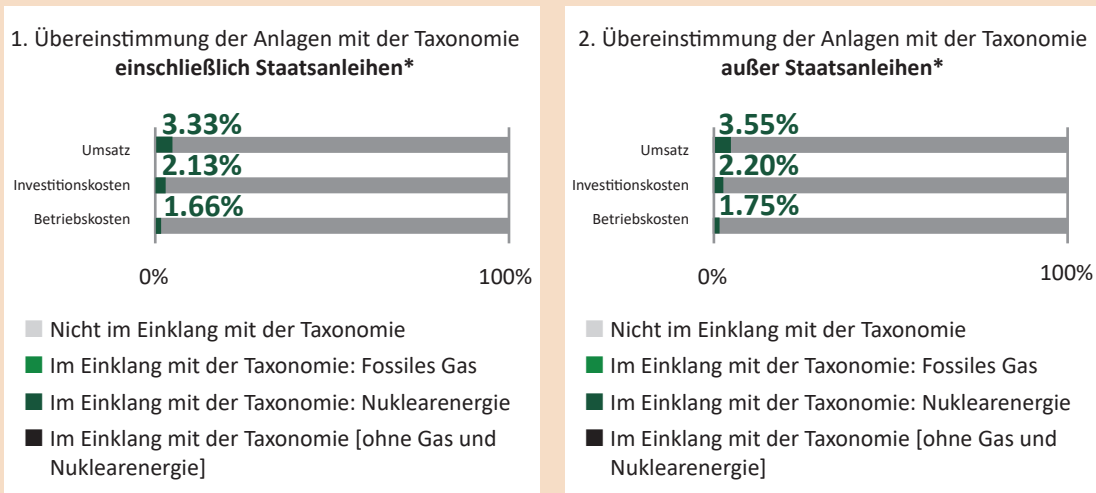 1. Übereinstimmung der Anlagen mit der Taxonomie
einschließlich Staatsanleihen*
3.33%
Umsatz
2.13%
Investitionskosten
1.66%
Betriebskosten
0%
100%
Nicht im Einklang mit der Taxonomie
Im Einklang mit der Taxonomie: Fossiles Gas
Im Einklang mit der Taxonomie: Nuklearenergie
Im Einklang mit der Taxonomie [ohne Gas und
Nuklearenergie]
2. Übereinstimmung der Anlagen mit der Taxonomie
außer Staatsanleihen*
3.55%
Umsatz
2.20%
Investitionskosten
1.75%
Betriebskosten
0%
100%
Nicht im Einklang mit der Taxonomie
Im Einklang mit der Taxonomie: Fossiles Gas
Im Einklang mit der Taxonomie: Nuklearenergie
Im Einklang mit der Taxonomie [ohne Gas und
Nuklearenergie]